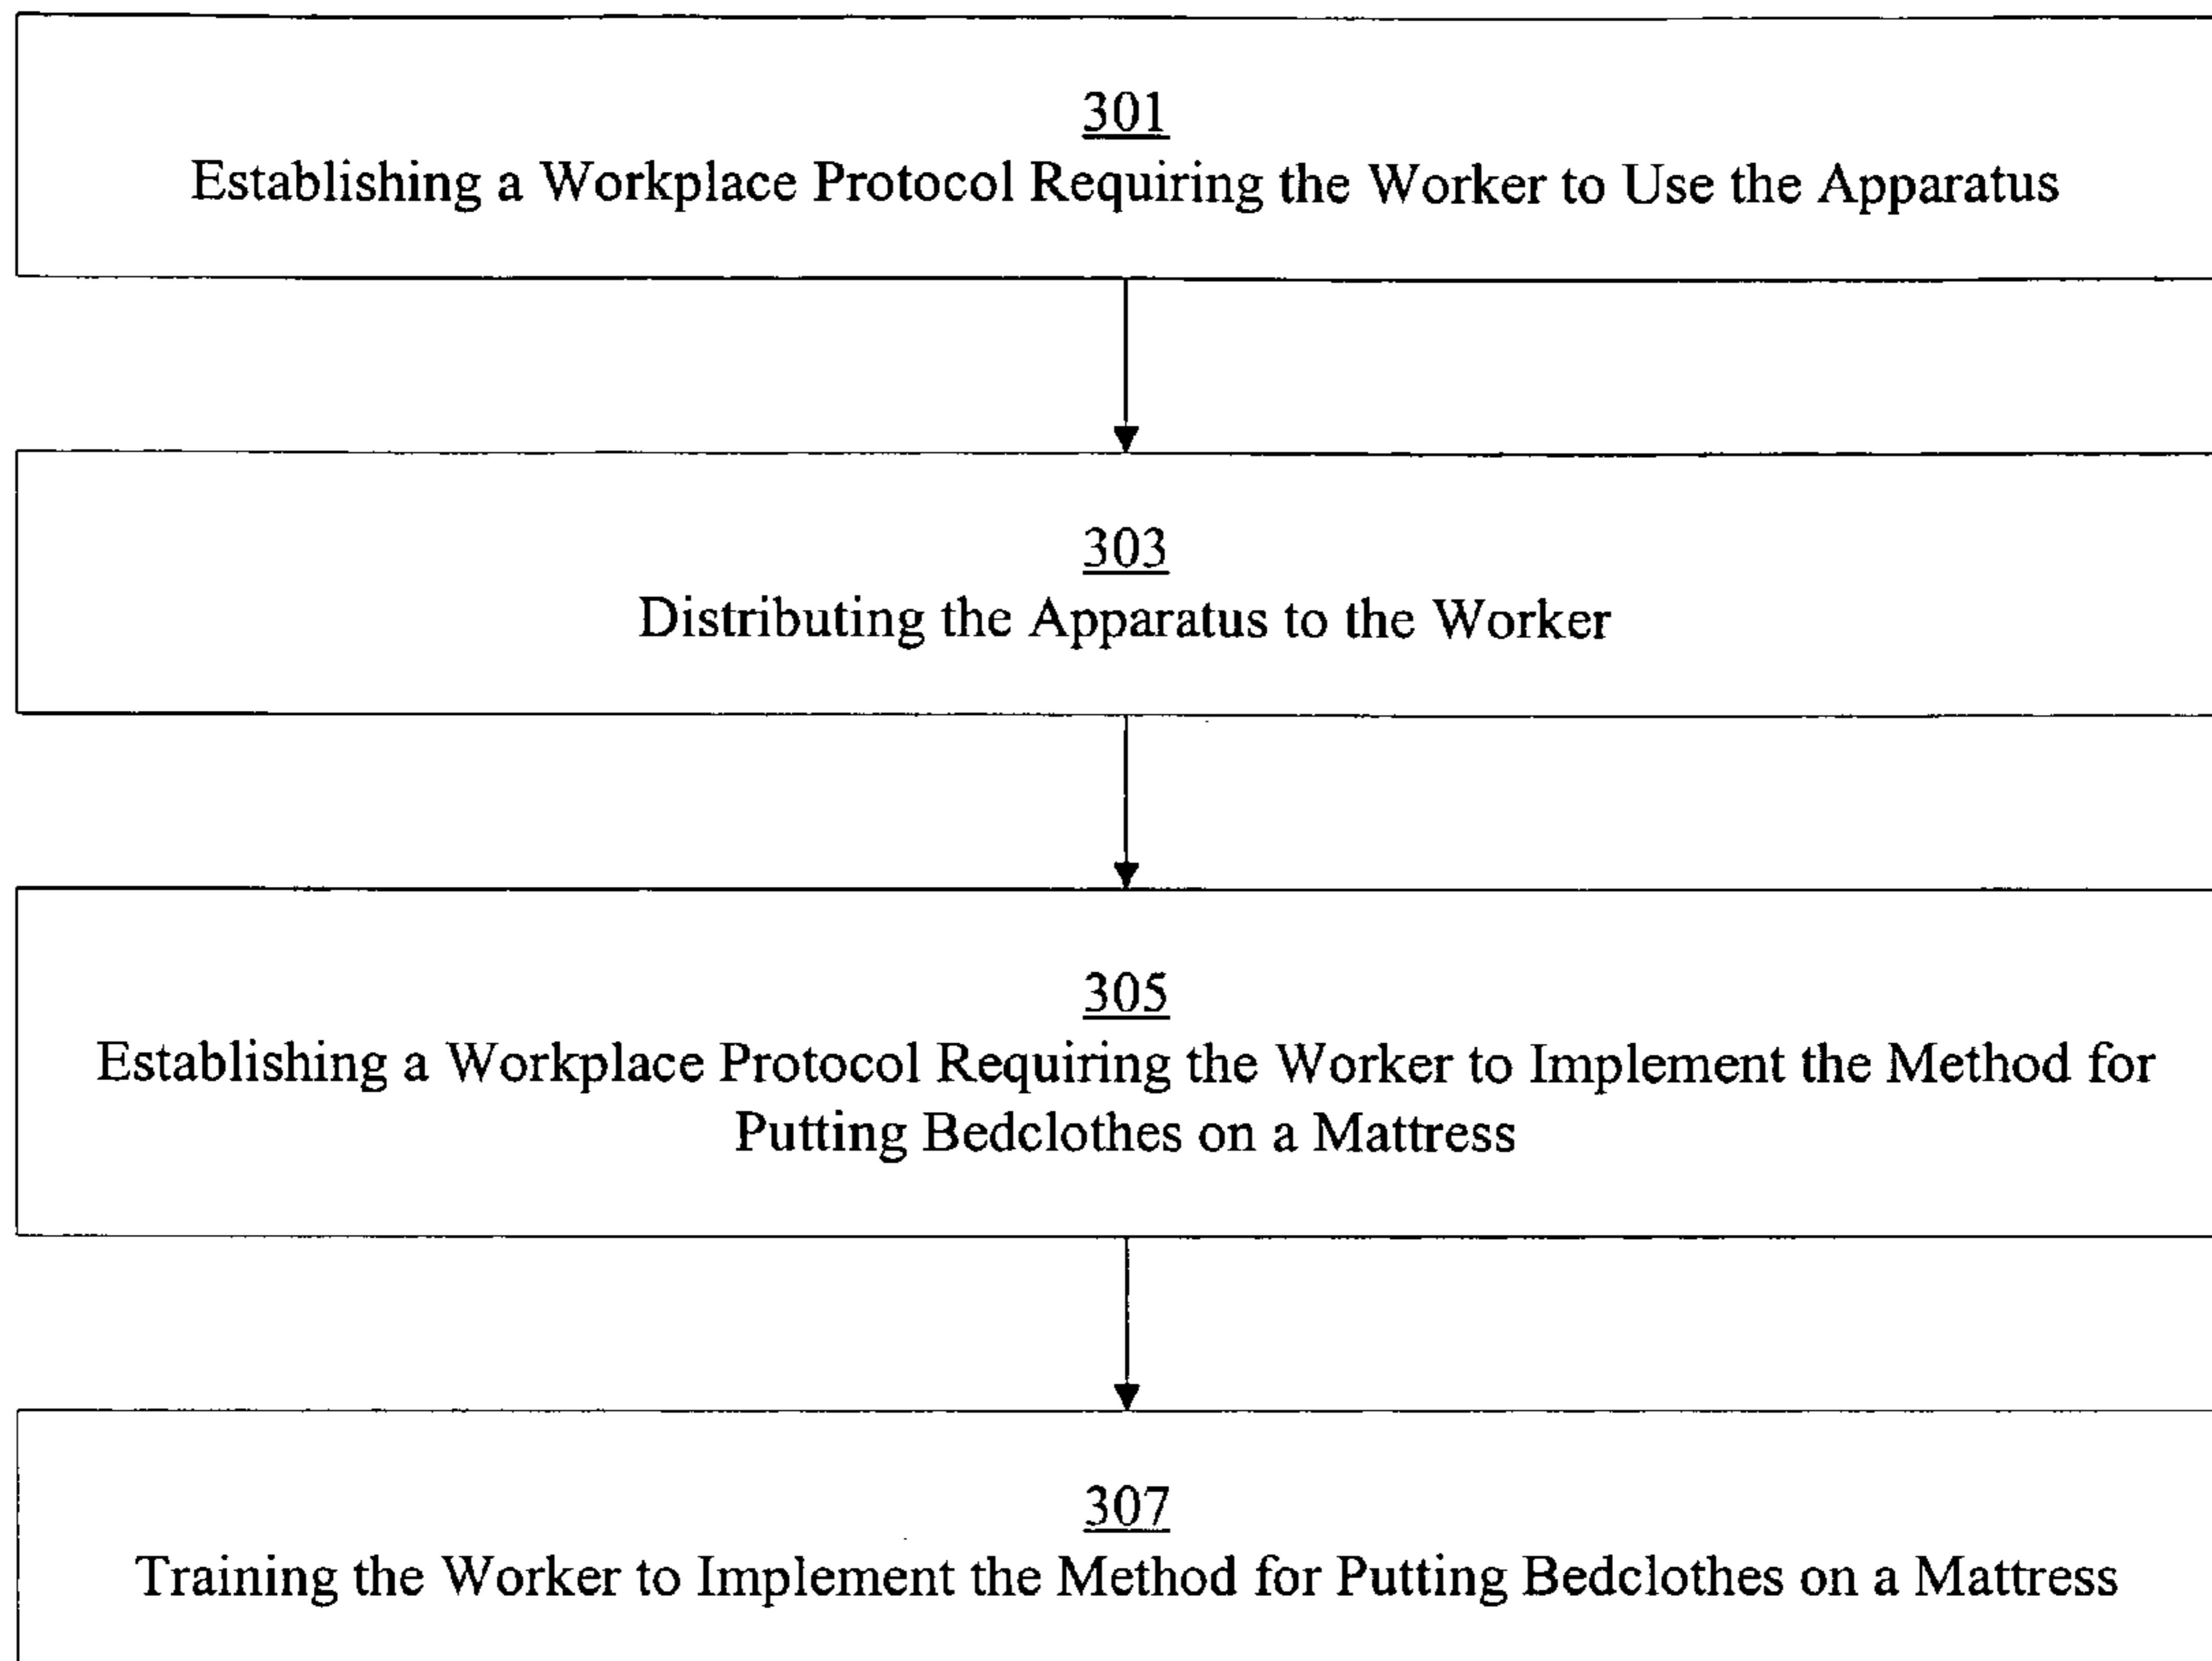 301
Establishing a Workplace Protocol Requiring the Worker to Use the Apparatus
303
Distributing the Apparatus to the Worker
305
Establishing a Workplace Protocol Requiring the Worker to Implement the Method for
Putting Bedclothes on a Mattress
307
Training the Worker to Implement the Method for Putting Bedclothes on a Mattress